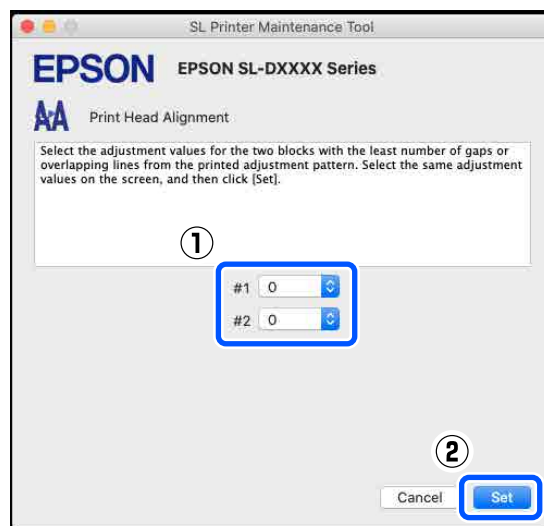 SL Printer Maintenance Tool
EPSON EPSON SL-DXXXX Series
Print Head Alignment
Select the adjustment values for the two blocks with the least number of gaps or
overlapping lines from the printed adjustment pattern. Select the same adjustment
values on the screen, and then click [Set].
①
#1 0
#2 0
②
Cancel Set